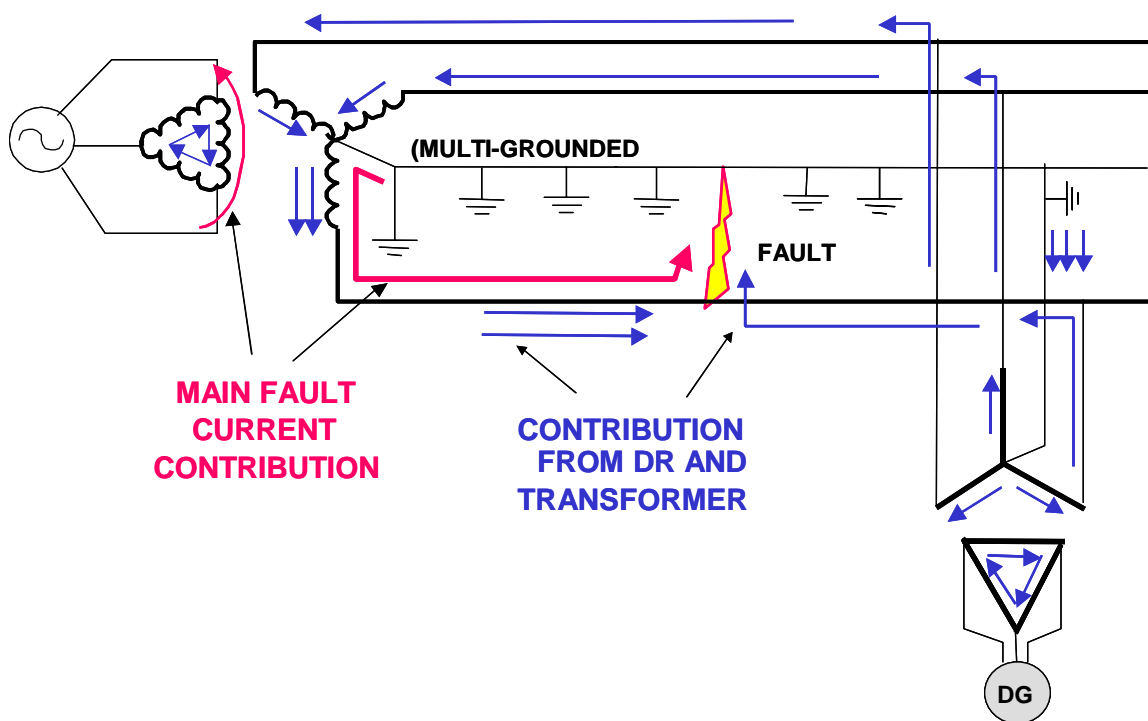 (MULTI-GROUNDED
FAULT
MAIN FAULT
CURRENT
CONTRIBUTION
CONTRIBUTION
FROM DR AND
TRANSFORMER
DG